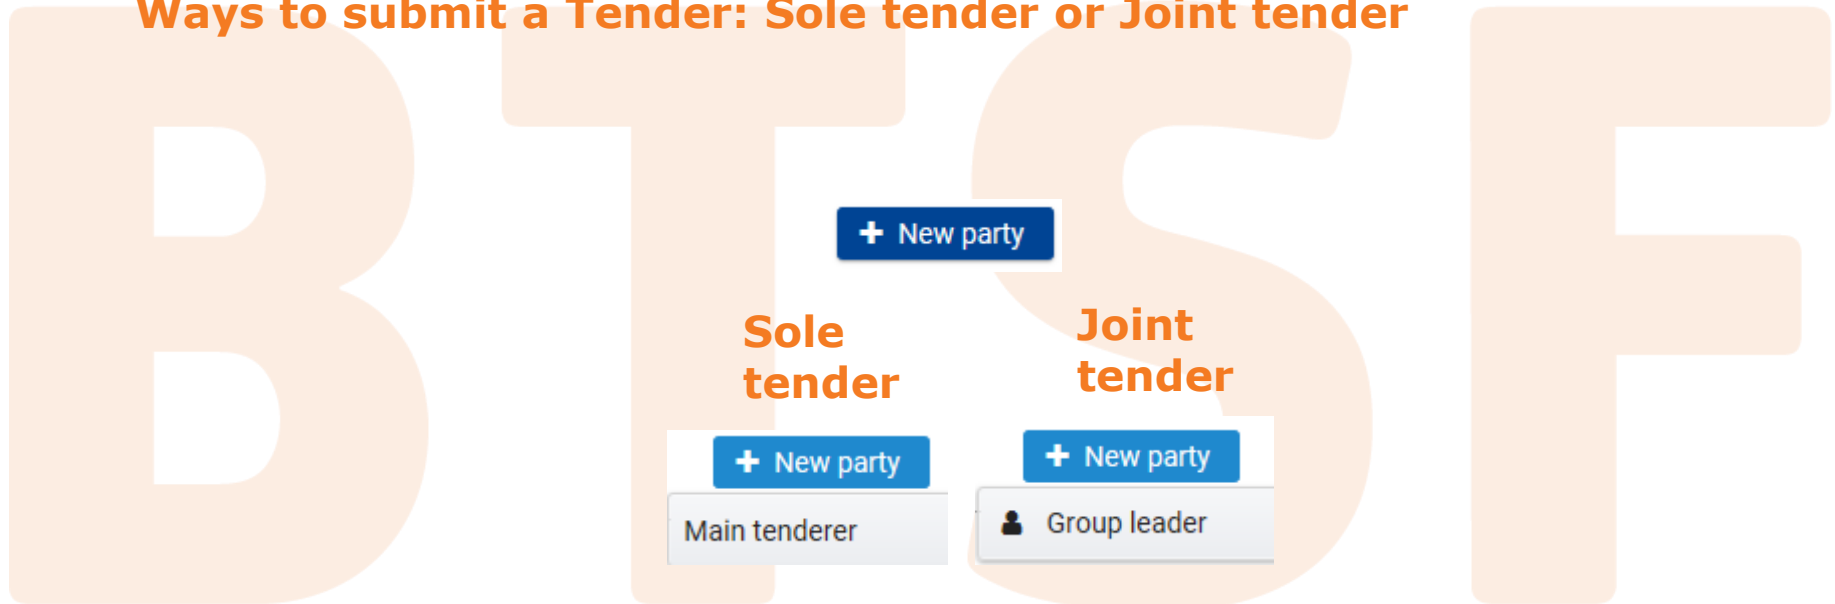 Ways to submit a Tender: Sole tender or Joint tender
BTSF
New party
Sole
tender
Joint
tender
New party
New party
Main tenderer
Group leader